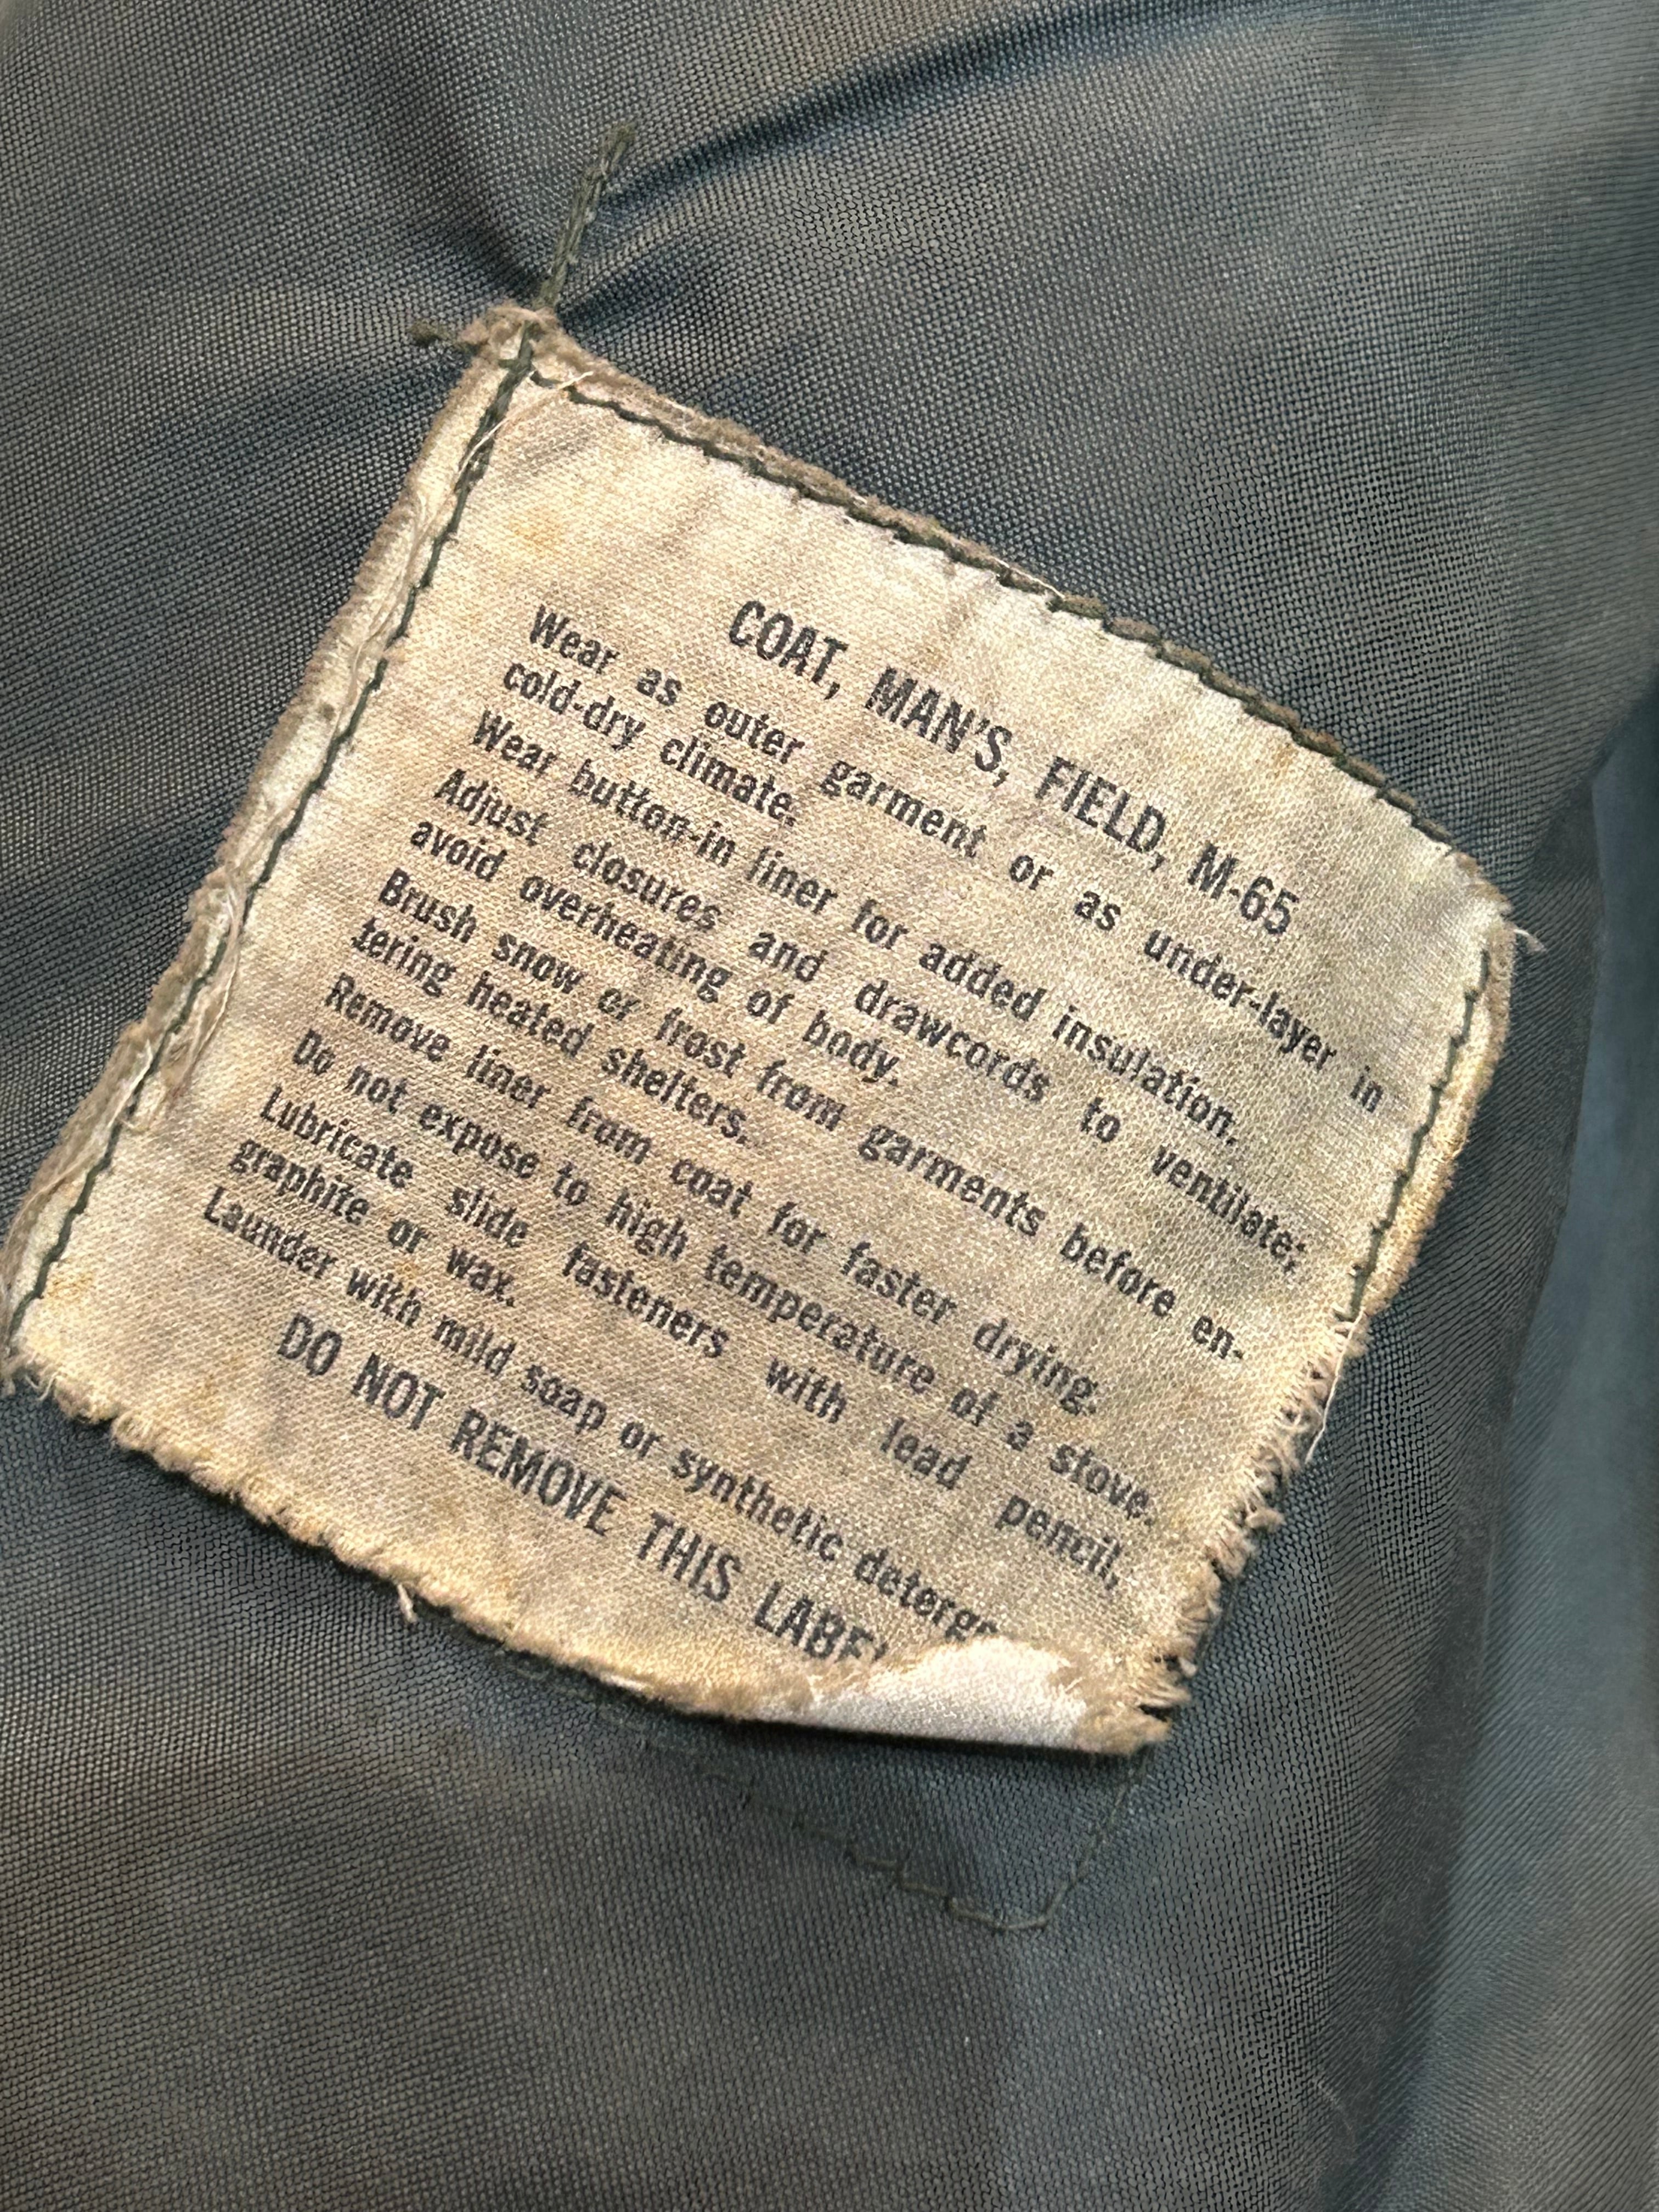 COAT, MAN'S, FIELD, M-65
Wear as outer garment or as under-layer in
cold-dry climate.
Wear button-in liner for added insulation.
Adjust closures and drawcords to ventilate;
avoid overheating of body.
Brush snow or frost from garments before en-
tering heated shelters.
Remove liner from coat for faster drying.
Do not expose to high temperature of a stove.
Lubricate slide fasteners with lead pencil,
graphite or wax.
Launder with mild soap or synthetic
DO NOT REMOVE THIS